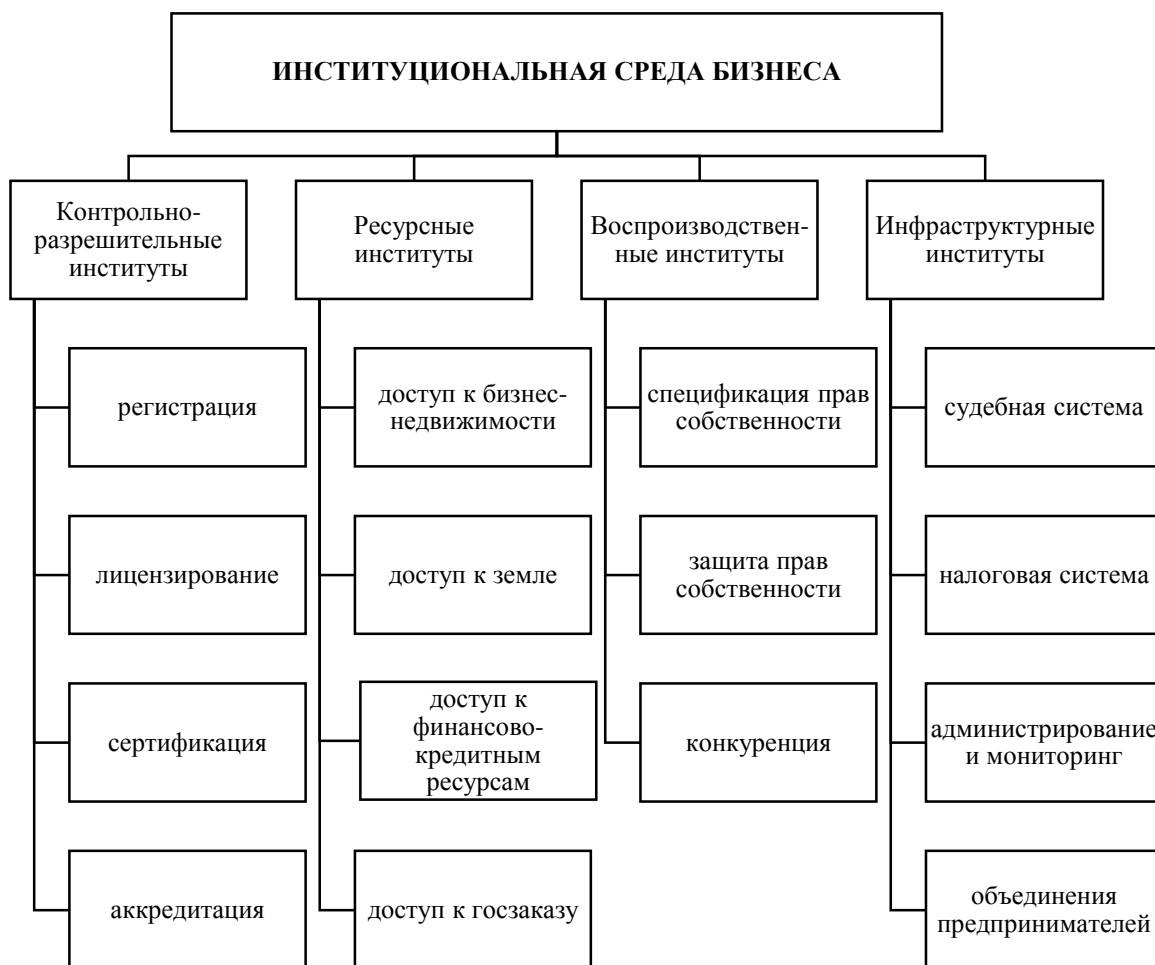 ИНСТИТУЦИОНАЛЬНАЯ СРЕДА БИЗНЕСА
Контрольно-
разрешительные
институты
регистрация
лицензирование
сертификация
аккредитация
Ресурсные
институты
доступ к бизнес-
недвижимости
доступ к земле
доступ к
финансово-
кредитным
ресурсам
доступ к госзаказу
Воспроизводствен-
ные институты
спецификация прав
собственности
защита прав
собственности
конкуренция
Инфраструктурные
институты
судебная система
налоговая система
администрирование
и мониторинг
объединения
предпринимателей